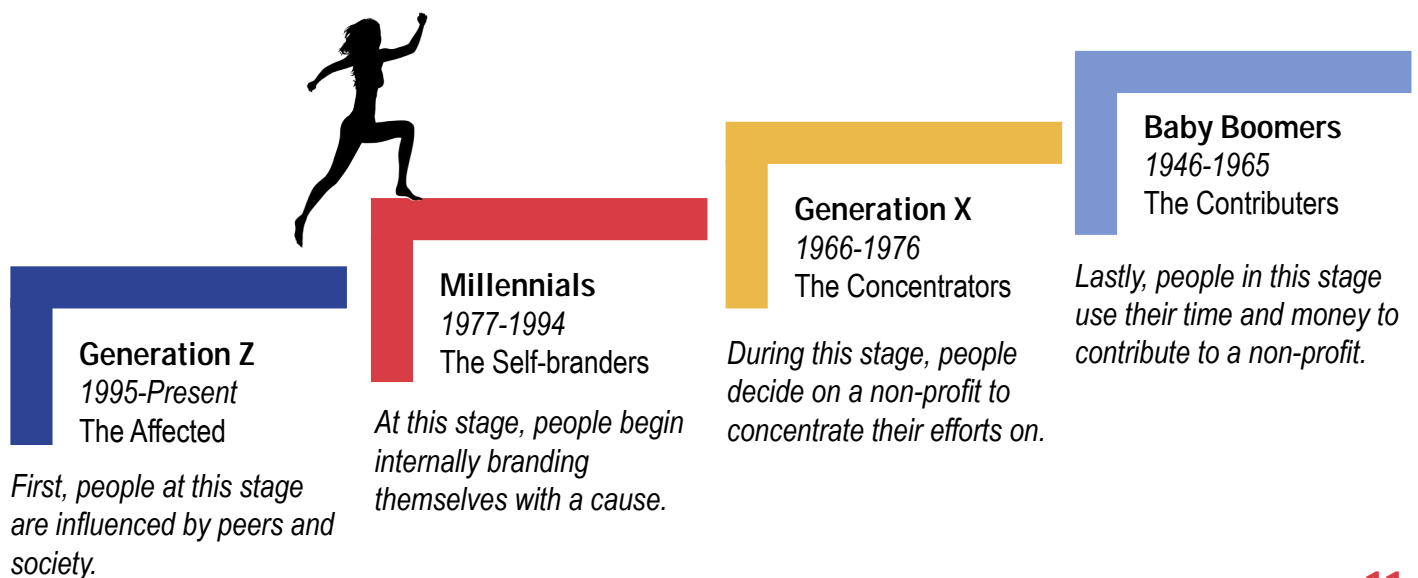 Generation Z
1995-Present
The Affected
First, people at this stage
are influenced by peers and
society.
Millennials
1977-1994
The Self-branders
At this stage, people begin
internally branding
themselves with a cause.
Generation X
1966-1976
The Concentrators
During this stage, people
decide on a non-profit to
concentrate their efforts on.
Baby Boomers
1946-1965
The Contributers
Lastly, people in this stage
use their time and money to
contribute to a non-profit.